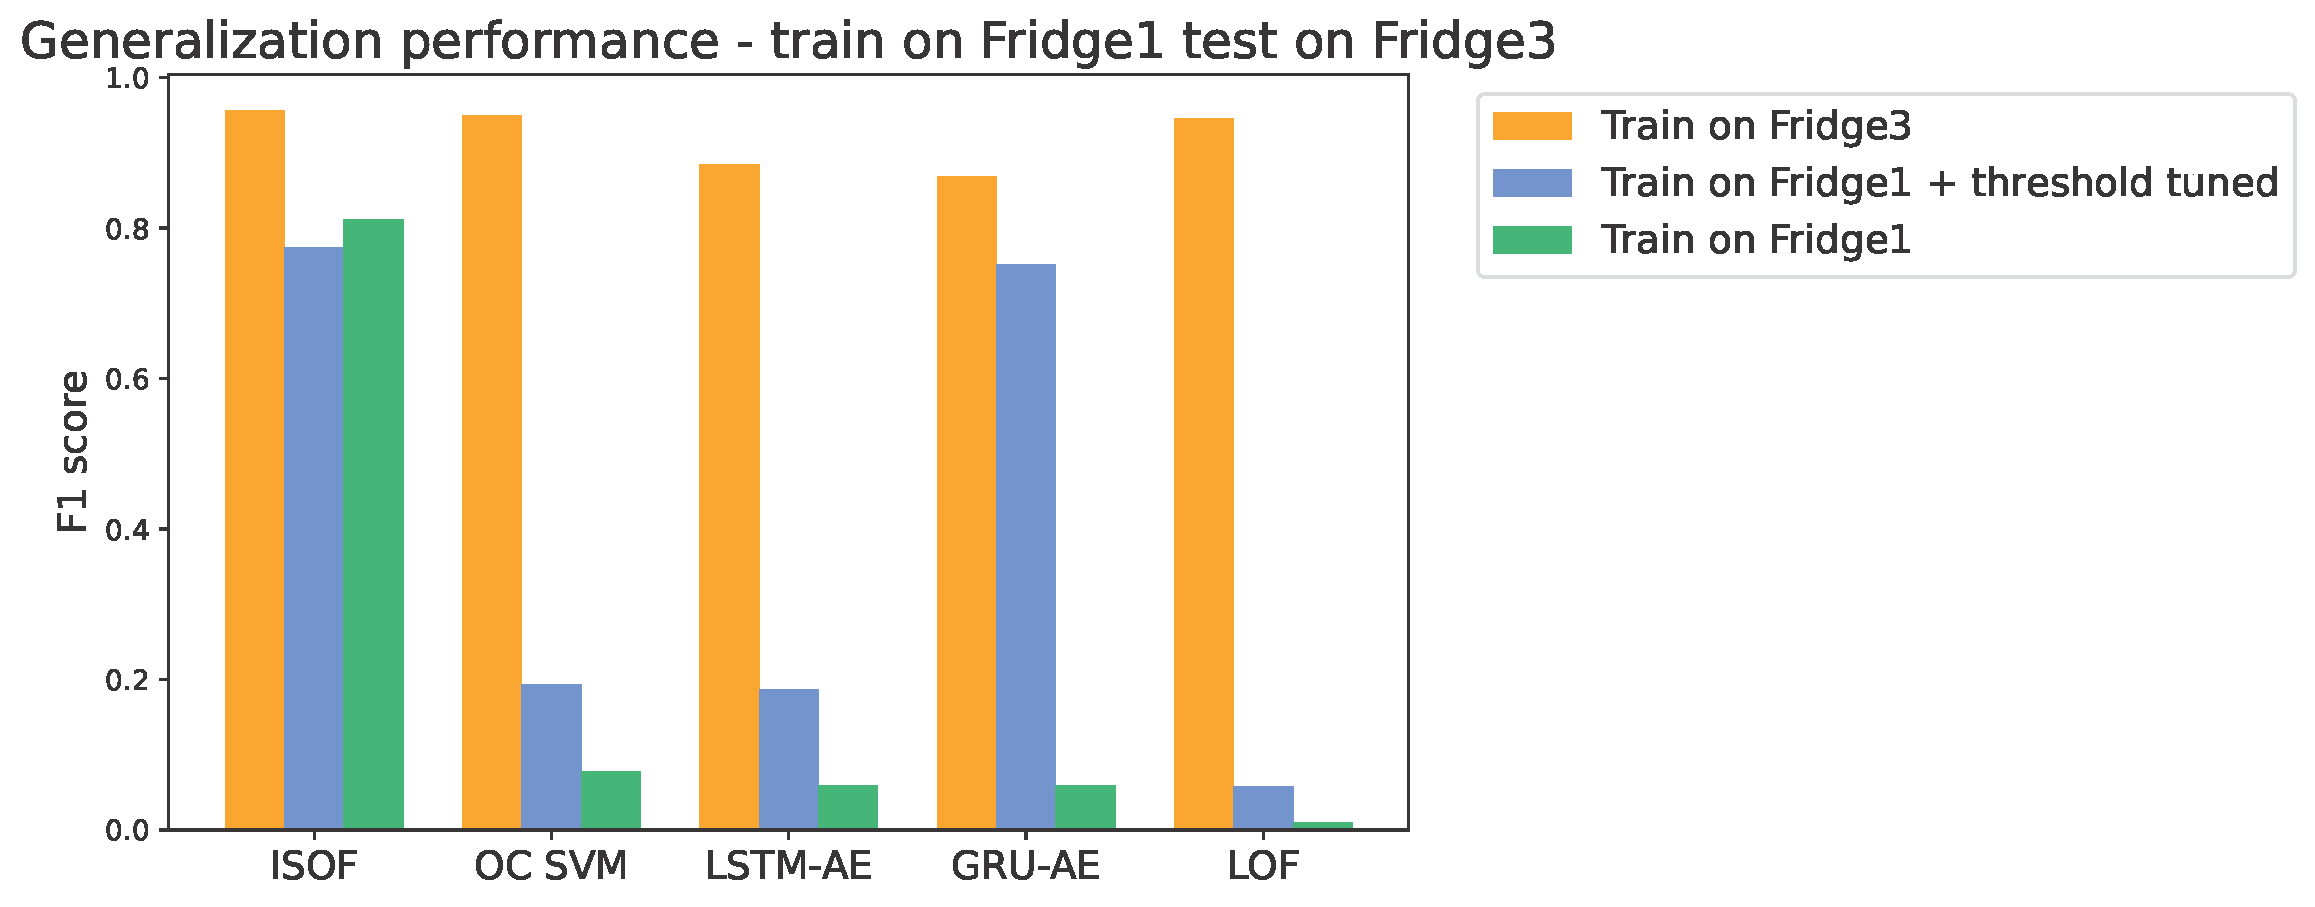 Generalization performance - train on Fridge1 test on Fridge3
1.0
0.8
0.6
0.4
0.2
0.0
F1 score
ISOF
OC SVM
LSTM-AE
GRU-AE
LOF
Train on Fridge3
Train on Fridge1 + threshold tuned
Train on Fridge1